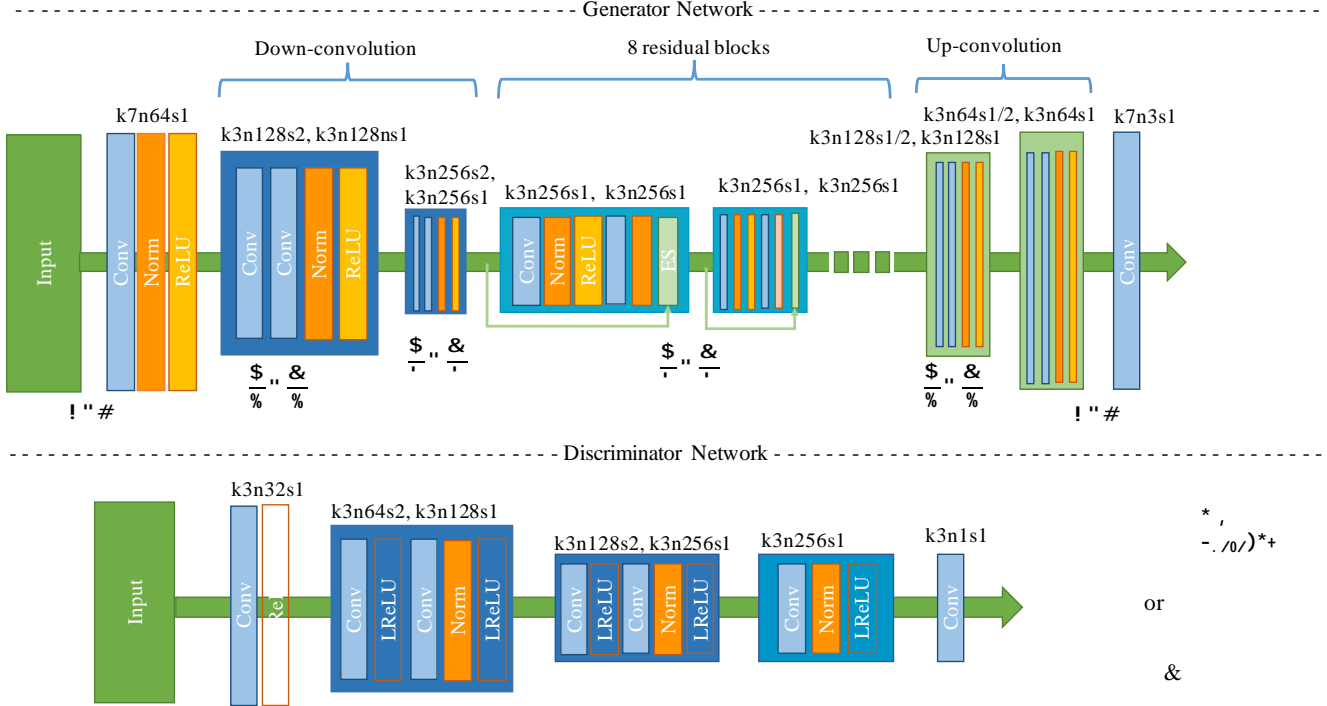 Generator Network
Down-convolution
8 residual blocks
Up-convolution
k7n64s1
k3n128s2, k3n128ns1
k3n256s2,
k3n256s1
k3n256s1, k3n256s1
k3n256s1, k3n256s1
k3n128s1/2, k3n128s1
k3n64s1/2, k3n64s1
k7n3s1
Input
Conv
Norm
ReLU
Conv
Conv
Norm
ReLU
Conv
Norm
ReLU
ES
Conv
$ " &
' " '
$ " &
% " %
$ " &
' " '
$ " &
% " %
! " #
! " #
Discriminator Network
k3n32s1
k3n64s2, k3n128s1
k3n128s2, k3n256s1
k3n256s1
k3n1s1
Input
Conv
Conv
LReLU
Conv
Norm
LReLU
Conv
LReLU
Conv
Norm
LReLU
Conv
Norm
LReLU
Conv
* ,
or
&